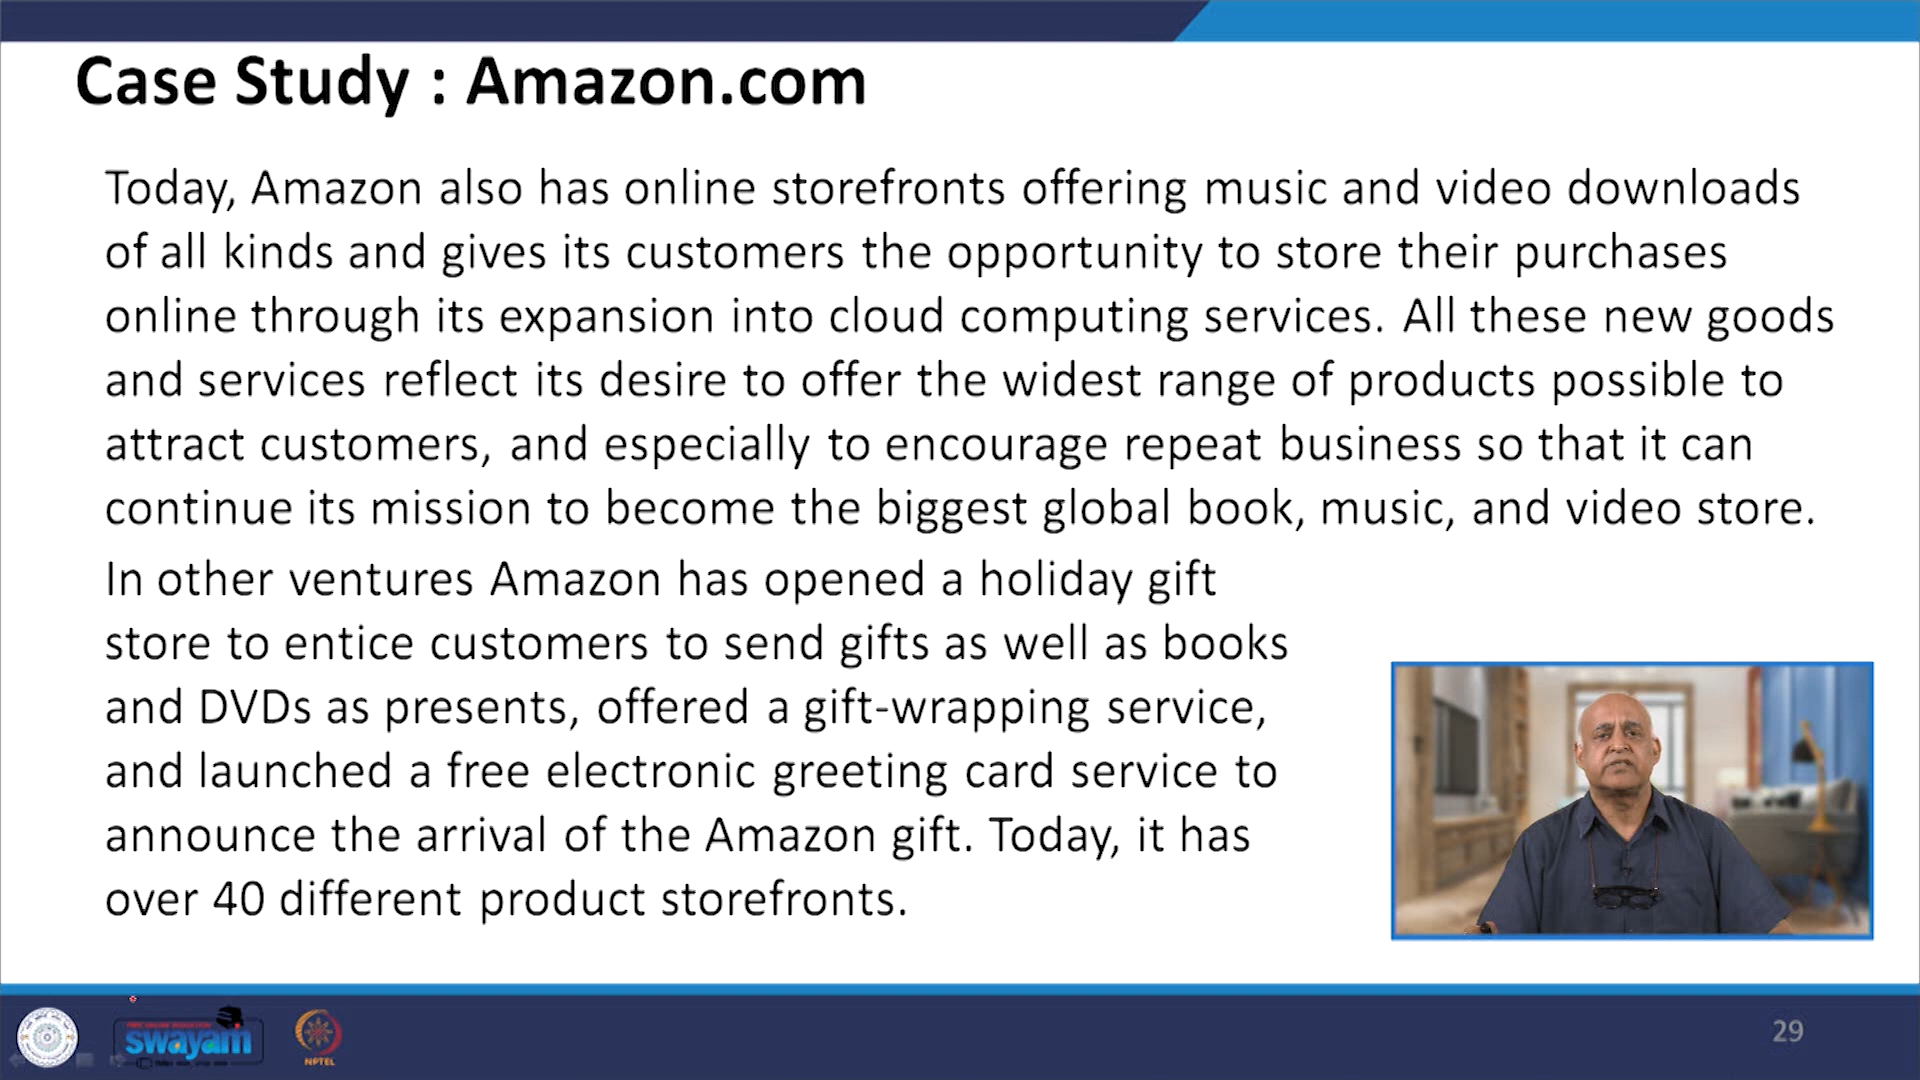 Case Study : Amazon.com
Today, Amazon also has online storefronts offering music and video downloads
of all kinds and gives its customers the opportunity to store their purchases
online through its expansion into cloud computing services. All these new goods
and services reflect its desire to offer the widest range of products possible to
attract customers, and especially to encourage repeat business so that it can
continue its mission to become the biggest global book, music, and video store.
In other ventures Amazon has opened a holiday gift
store to entice customers to send gifts as well as books
and DVDs as presents, offered a gift-wrapping service,
and launched a free electronic greeting card service to
announce the arrival of the Amazon gift. Today, it has
over 40 different product storefronts.
swayam
NPTEL
29